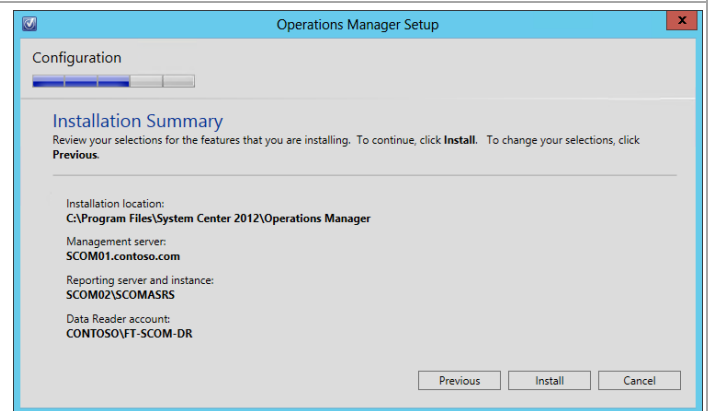 Operations Manager Setup
x
Configuration
Installation Summary
Review your selections for the features that you are installing. To continue, click Install. To change your selections, click
Previous.
Installation location:
C:\Program Files\System Center 2012\Operations Manager
Management server:
SCOM01.contoso.com
Reporting server and instance:
SCOM02\SCOMASRS
Data Reader account:
CONTOSO\FT-SCOM-DR
Previous Install Cancel